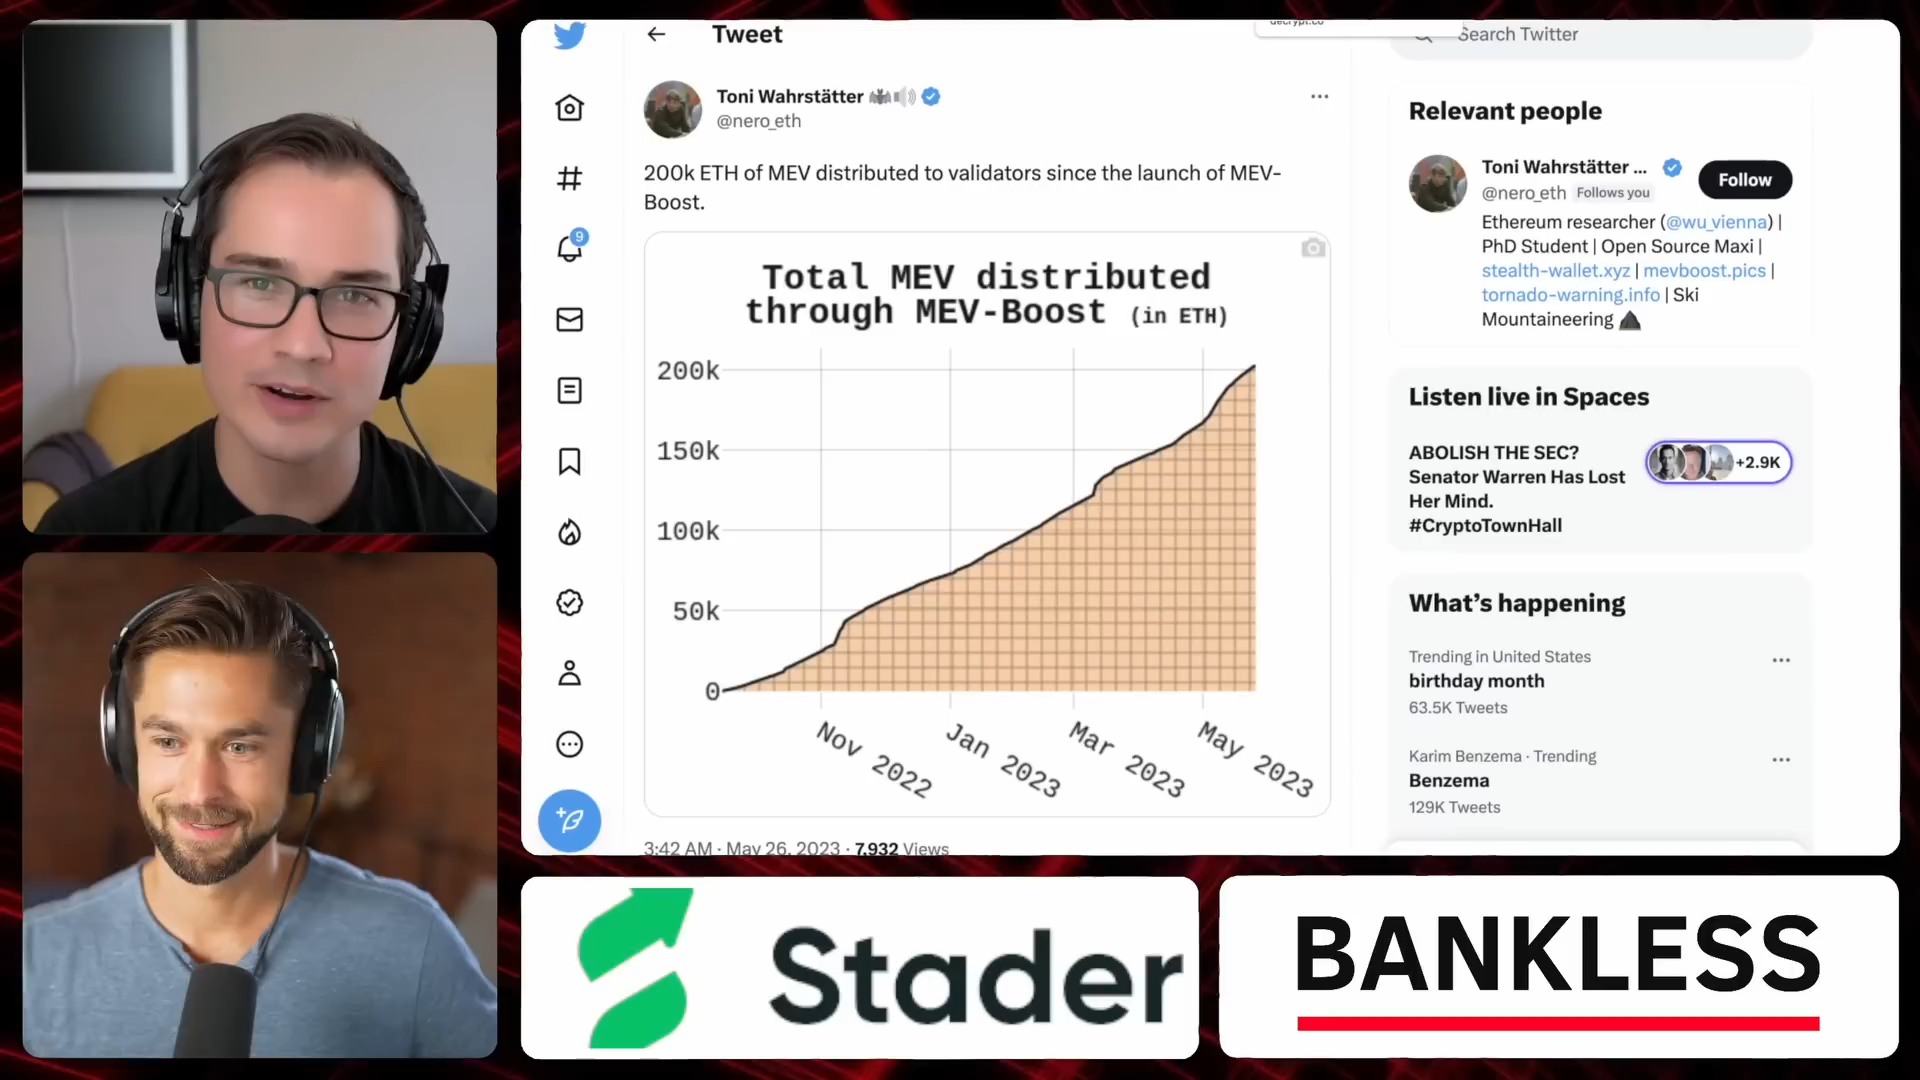 decrypt.co
Tweet
Search Twitter
Toni Wahrstätter
@nero_eth
200k ETH of MEV distributed to validators since the launch of MEV-
Boost.
Total MEV distributed
through MEV-Boost (in ETH)
200k
150k
100k
50k
0
Nov 2022
Jan 2023
Mar 2023
May 2023
3:42 AM · May 26, 2023 · 7,932 Views
9
Relevant people
Toni Wahrstätter ...
@nero_eth Follows you
Follow
Ethereum researcher (@wu_vienna) |
PhD Student | Open Source Maxi |
stealth-wallet.xyz | mevboost.pics |
tornado-warning.info | Ski
Mountaineering
Listen live in Spaces
ABOLISH THE SEC?
Senator Warren Has Lost
Her Mind.
#CryptoTownHall
+2.9K
What's happening
Trending in United States
birthday month
63.5K Tweets
Karim Benzema · Trending
Benzema
129K Tweets
Stader
BANKLESS